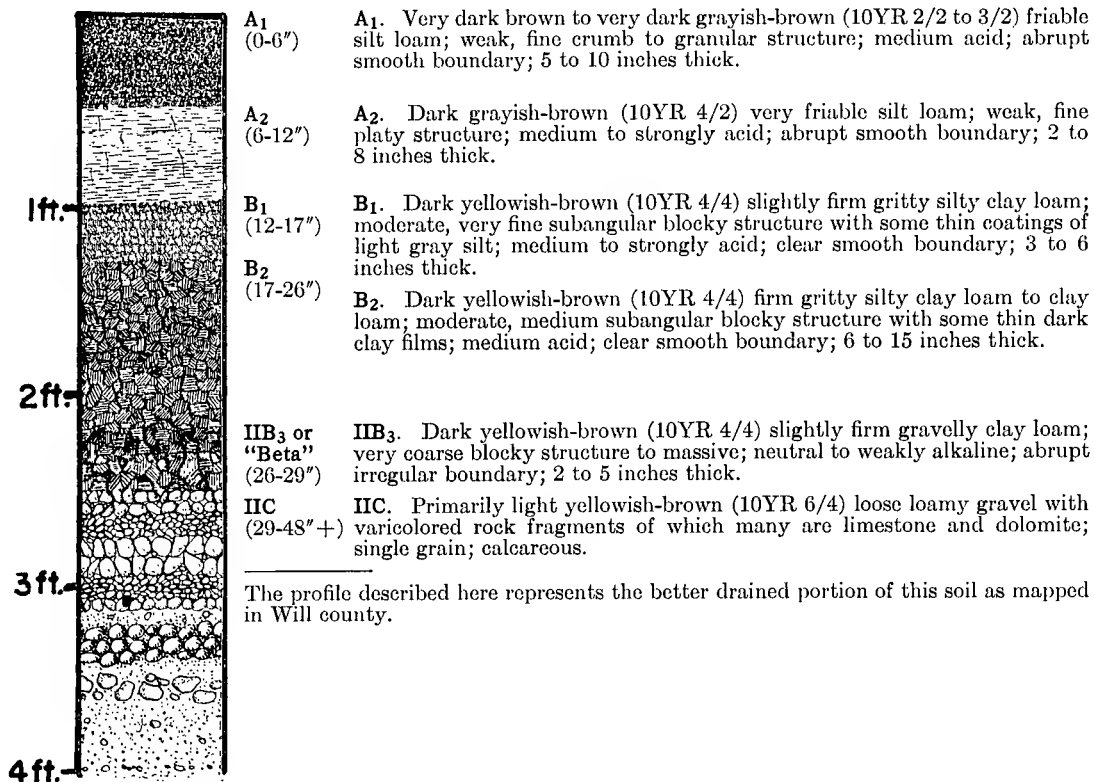 A1
(0-6″)
A1. Very dark brown to very dark grayish-brown (10YR 2/2 to 3/2) friable
silt loam; weak, fine crumb to granular structure; medium acid; abrupt
smooth boundary; 5 to 10 inches thick.
A2
(6-12″)
A2. Dark grayish-brown (10YR 4/2) very friable silt loam; weak, fine
platy structure; medium to strongly acid; abrupt smooth boundary; 2 to
8 inches thick.
1ft.
B1
(12-17″)
B1. Dark yellowish-brown (10YR 4/4) slightly firm gritty silty clay loam;
moderate, very fine subangular blocky structure with some thin coatings of
light gray silt; medium to strongly acid; clear smooth boundary; 3 to 6
inches thick.
B2
(17-26″)
B2. Dark yellowish-brown (10YR 4/4) firm gritty silty clay loam to clay
loam; moderate, medium subangular blocky structure with some thin dark
clay films; medium acid; clear smooth boundary; 6 to 15 inches thick.
2ft.
IIB3 or
"Beta"
(26-29″)
IIB3. Dark yellowish-brown (10YR 4/4) slightly firm gravelly clay loam;
very coarse blocky structure to massive; neutral to weakly alkaline; abrupt
irregular boundary; 2 to 5 inches thick.
IIC
(29-48″+)
IIC. Primarily light yellowish-brown (10YR 6/4) loose loamy gravel with
varicolored rock fragments of which many are limestone and dolomite;
single grain; calcareous.
3ft.
The profile described here represents the better drained portion of this soil as mapped
in Will county.
4ft.